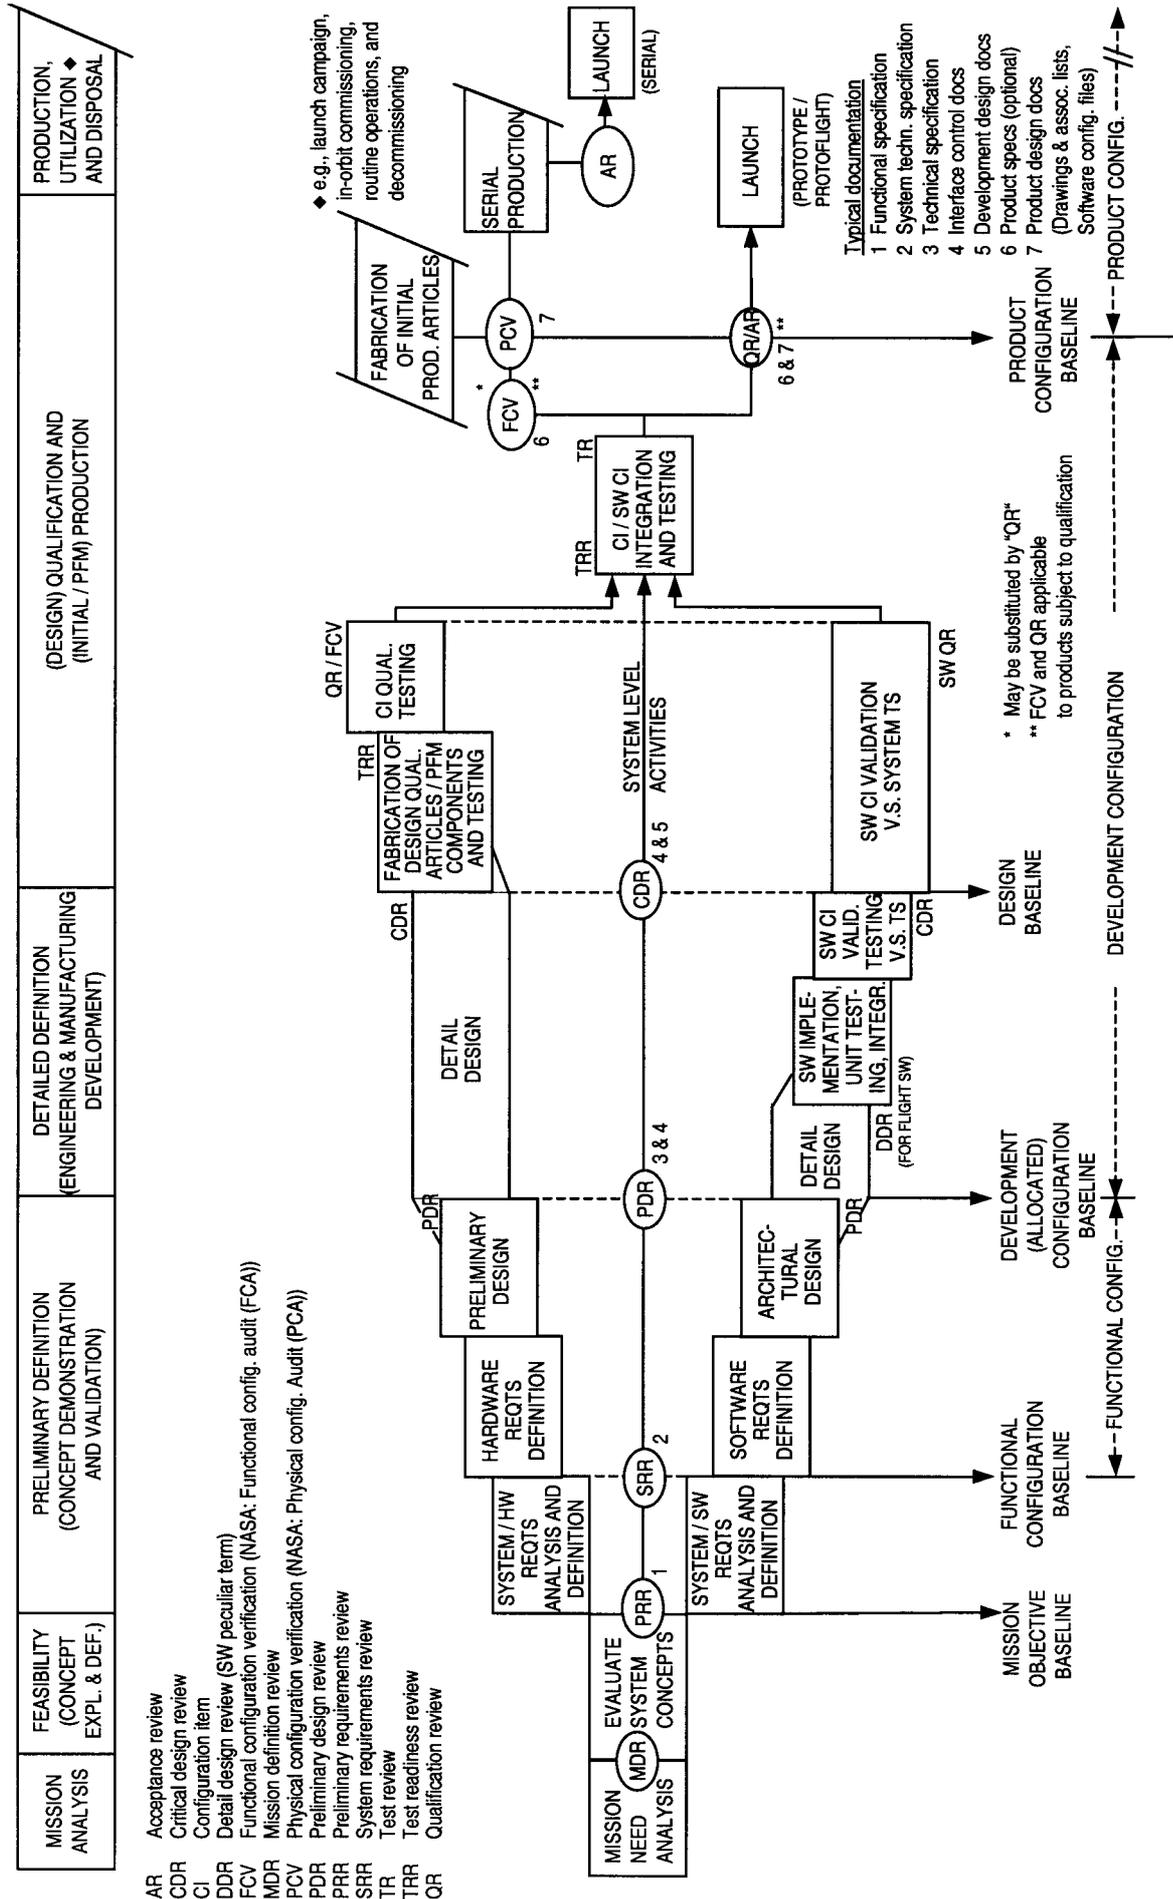 MISSION
ANALYSIS
FEASIBILITY
(CONCEPT
EXPL. & DEF.)
PRELIMINARY DEFINITION
(CONCEPT DEMONSTRATION
AND VALIDATION)
DETAILED DEFINITION
(ENGINEERING & MANUFACTURING
DEVELOPMENT)
(DESIGN) QUALIFICATION AND
(INITIAL / PFM) PRODUCTION
PRODUCTION,
UTILIZATION ◆
AND DISPOSAL
AR Acceptance review
CDR Critical design review
CI Configuration item
DDR Detail design review (SW peculiar term)
FCV Functional configuration verification (NASA: Functional config. audit (FCA))
MDR Mission definition review
PCV Physical configuration verification (NASA: Physical config. Audit (PCA))
PDR Preliminary design review
PRR Preliminary requirements review
SRR System requirements review
TR Test review
TRR Test readiness review
QR Qualification review
◆ e.g., launch campaign,
in-orbit commissioning,
routine operations, and
decommissioning
MISSION
NEED
ANALYSIS
MDR
EVALUATE
SYSTEM
CONCEPTS
PRR
1
SYSTEM / HW
REQTS
ANALYSIS AND
DEFINITION
SYSTEM / SW
REQTS
ANALYSIS AND
DEFINITION
SRR
2
HARDWARE
REQTS
DEFINITION
SOFTWARE
REQTS
DEFINITION
PRELIMINARY
DESIGN
PDR
ARCHITEC-
TURAL
DESIGN
PDR
PDR
3 & 4
DETAIL
DESIGN
CDR
DETAIL
DESIGN
DDR
(FOR FLIGHT SW)
SW IMPLE-
MENTATION,
UNIT TEST-
ING, INTEGR.
SW CI
VALID.
TESTING
V.S. TS
CDR
CDR
4 & 5
TRR
FABRICATION OF
DESIGN QUAL.
ARTICLES / PFM
COMPONENTS
AND TESTING
QR / FCV
CI QUAL.
TESTING
SYSTEM LEVEL
ACTIVITIES
SW CI VALIDATION
V.S. SYSTEM TS
SW QR
TRR
TR
CI / SW CI
INTEGRATION
AND TESTING
FABRICATION
OF INITIAL
PROD. ARTICLES
*
FCV
**
6
PCV
7
SERIAL
PRODUCTION
AR
LAUNCH
(SERIAL)
QR/AR
**
6 & 7
LAUNCH
(PROTOTYPE /
PROTOFLIGHT)
Typical documentation
1 Functional specification
2 System techn. specification
3 Technical specification
4 Interface control docs
5 Development design docs
6 Product specs (optional)
7 Product design docs
(Drawings & assoc. lists,
Software config. files)
* May be substituted by "QR"
** FCV and QR applicable
to products subject to qualification
MISSION
OBJECTIVE
BASELINE
FUNCTIONAL
CONFIGURATION
BASELINE
DEVELOPMENT
(ALLOCATED)
CONFIGURATION
BASELINE
DESIGN
BASELINE
PRODUCT
CONFIGURATION
BASELINE
FUNCTIONAL CONFIG.
DEVELOPMENT CONFIGURATION
PRODUCT CONFIG.